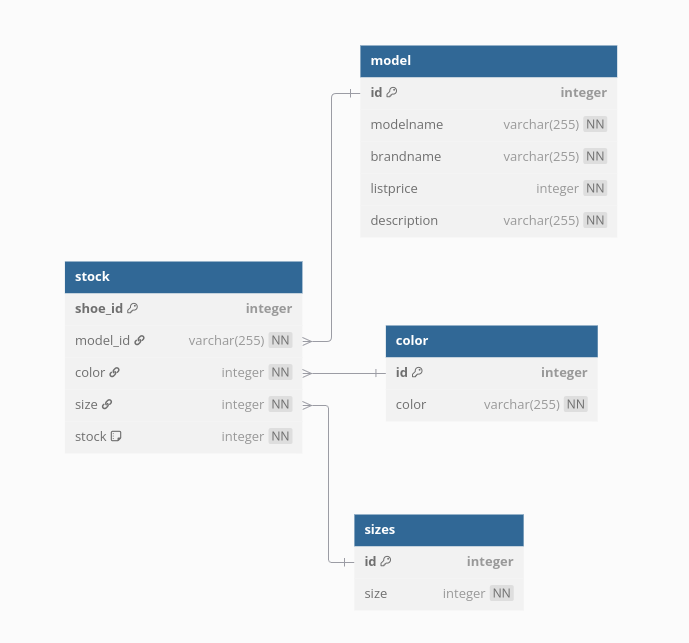 model
id integer
modelname varchar(255) NN
brandname varchar(255) NN
listprice integer NN
description varchar(255) NN
stock
shoe_id integer
model_id varchar(255) NN
color integer NN
size integer NN
stock integer NN
color
id integer
color varchar(255) NN
sizes
id integer
size integer NN